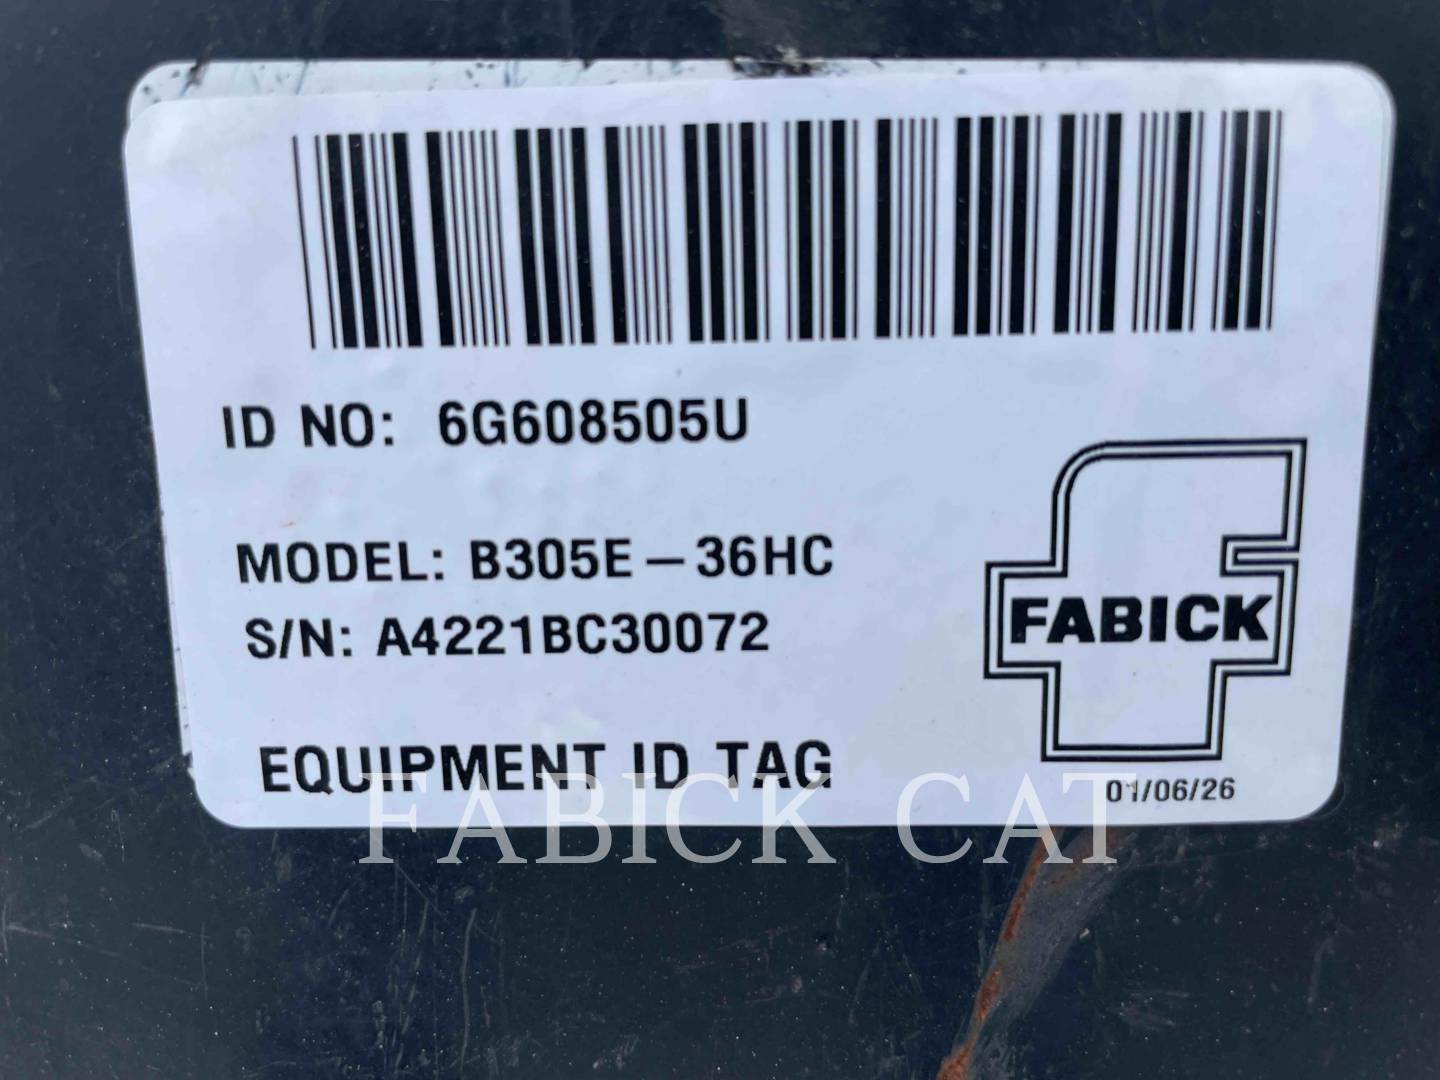 ID NO: 6G608505U
MODEL: B305E - 36HC
S/N: A4221BC30072
FABICK
EQUIPMENT ID TAG
01/06/26
FABICK CAT